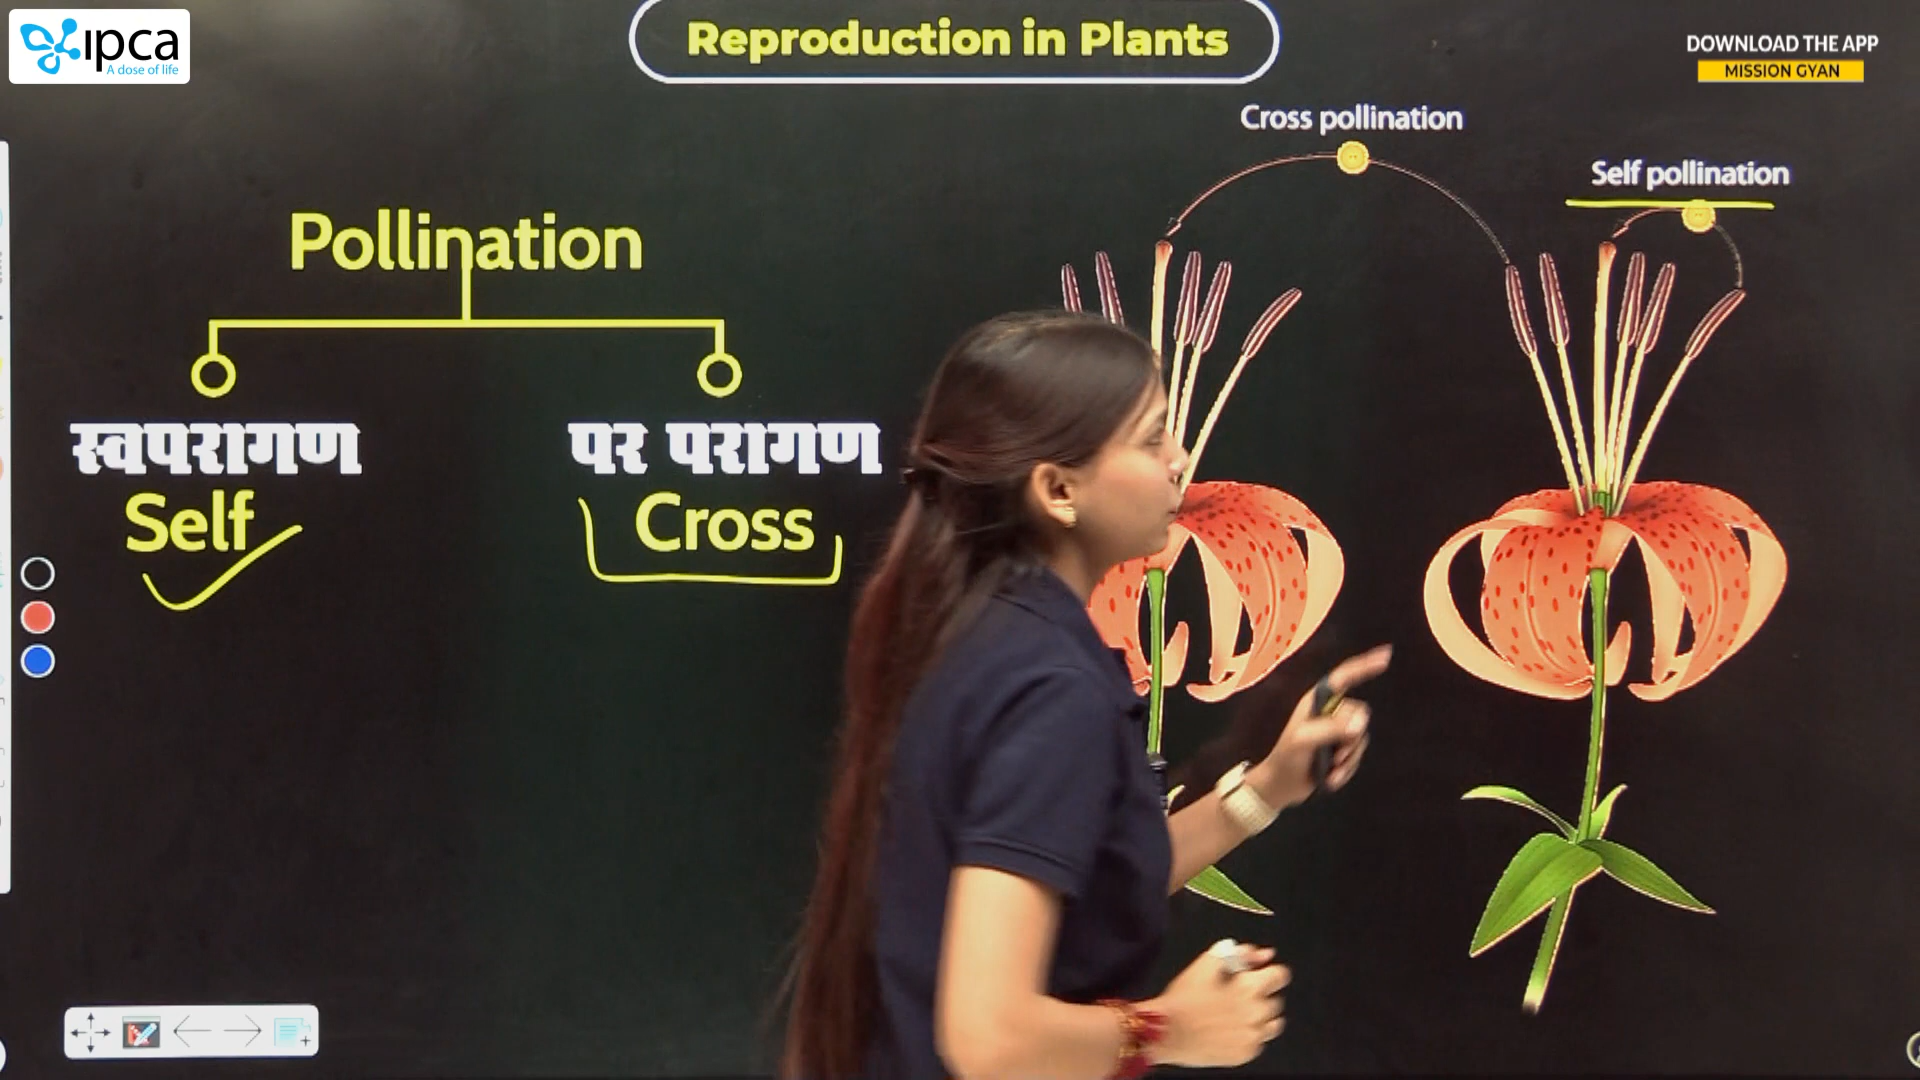 ipca
A dose of life
Reproduction in Plants
DOWNLOAD THE APP
MISSION GYAN
Cross pollination
Self pollination
Pollination
स्वपरागण
Self
पर परागण
Cross